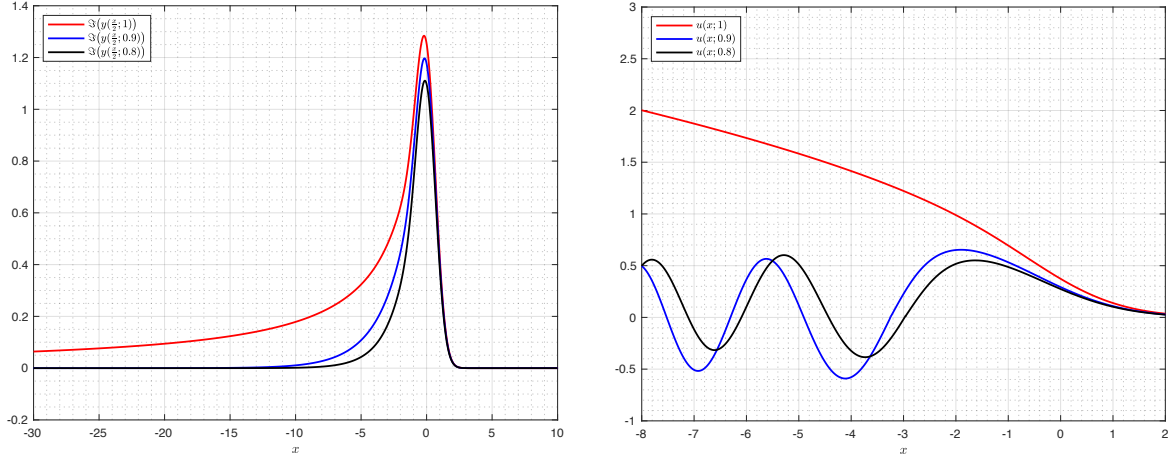 ℑ(y(x/2;1))
ℑ(y(x/2;0.9))
ℑ(y(x/2;0.8))
1.4
1.2
1
0.8
0.6
0.4
0.2
0
-0.2
-30 -25 -20 -15 -10 -5 0 5 10
x
u(x;1)
u(x;0.9)
u(x;0.8)
3
2.5
2
1.5
1
0.5
0
-0.5
-1
-8 -7 -6 -5 -4 -3 -2 -1 0 1 2
x